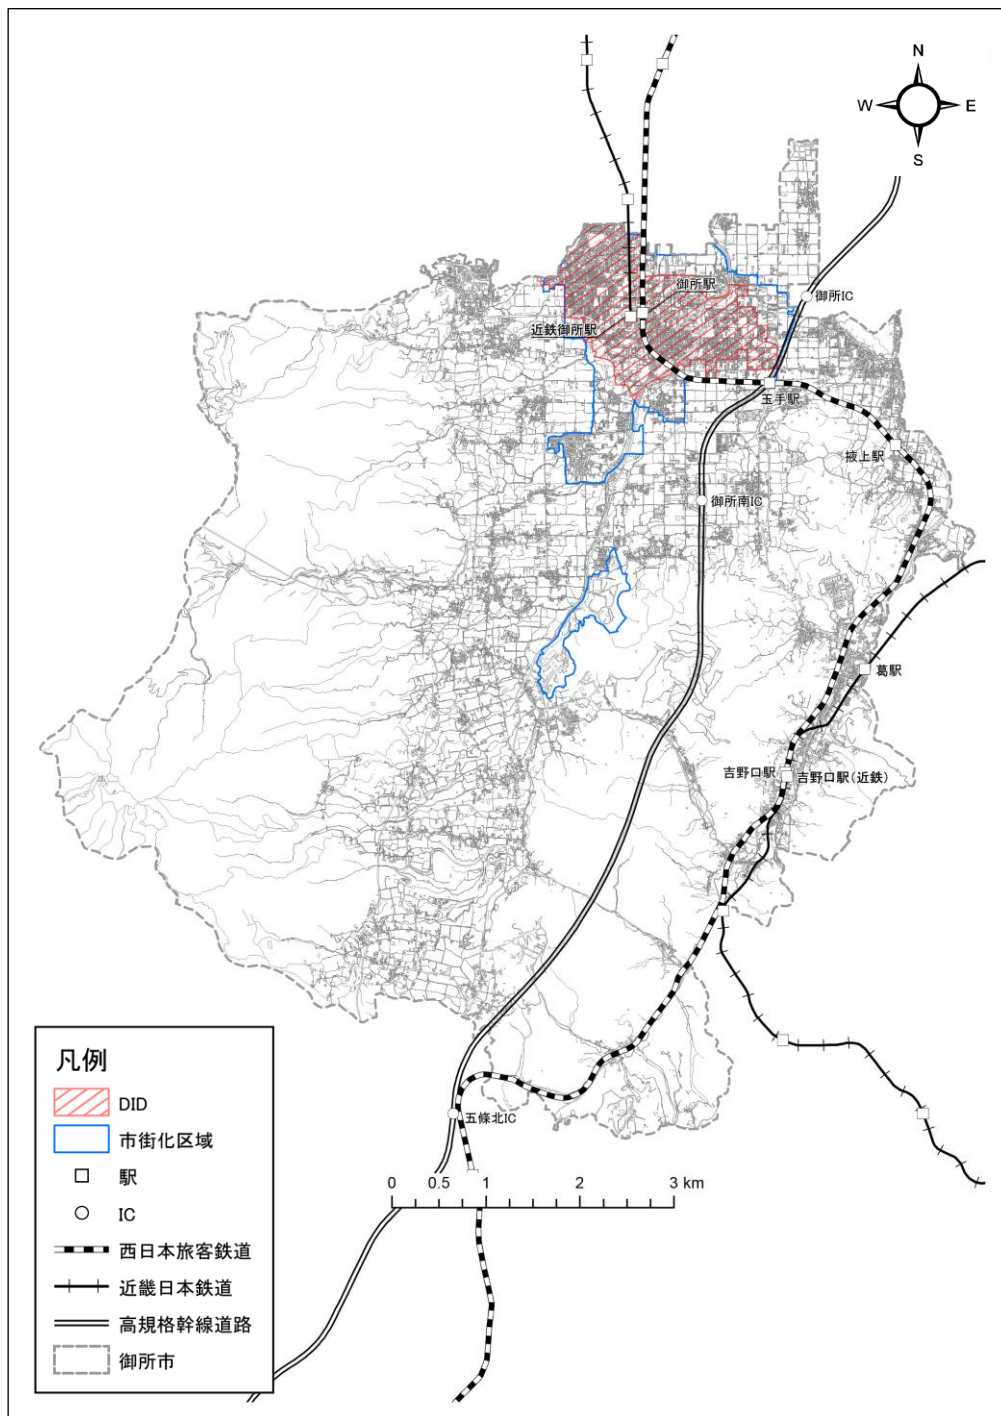 N
W E
S
御所IC
御所駅
近鉄御所駅
玉手駅
掖上駅
御所南IC
葛駅
吉野口駅
吉野口駅(近鉄)
五條北IC
0 0.5 1 2 3 km
凡例
DID
市街化区域
駅
IC
西日本旅客鉄道
近畿日本鉄道
高規格幹線道路
御所市